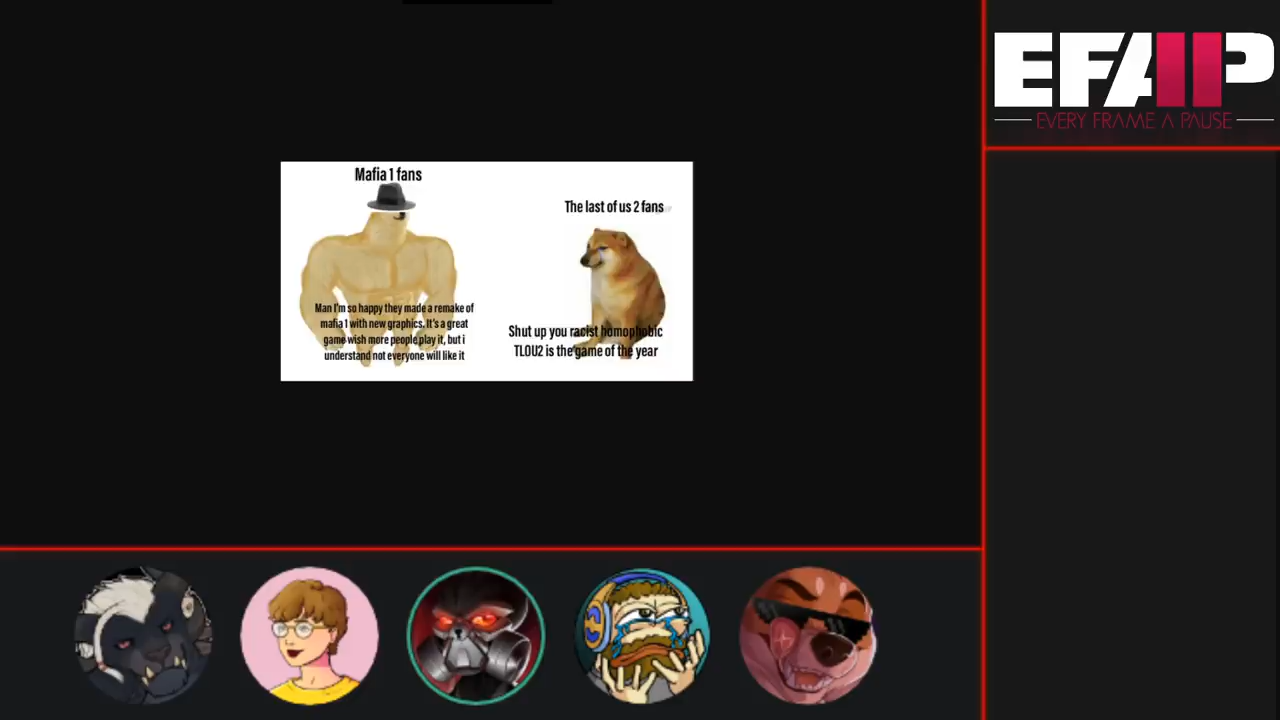 EFAP
EVERY FRAME A PAUSE
Mafia 1 fans
Man I'm so happy they made a remake of
mafia 1 with new graphics. It's a great
game wish more people play it, but i
understand not everyone will like it
The last of us 2 fans
Shut up you racist homophobic
TLOU2 is the game of the year